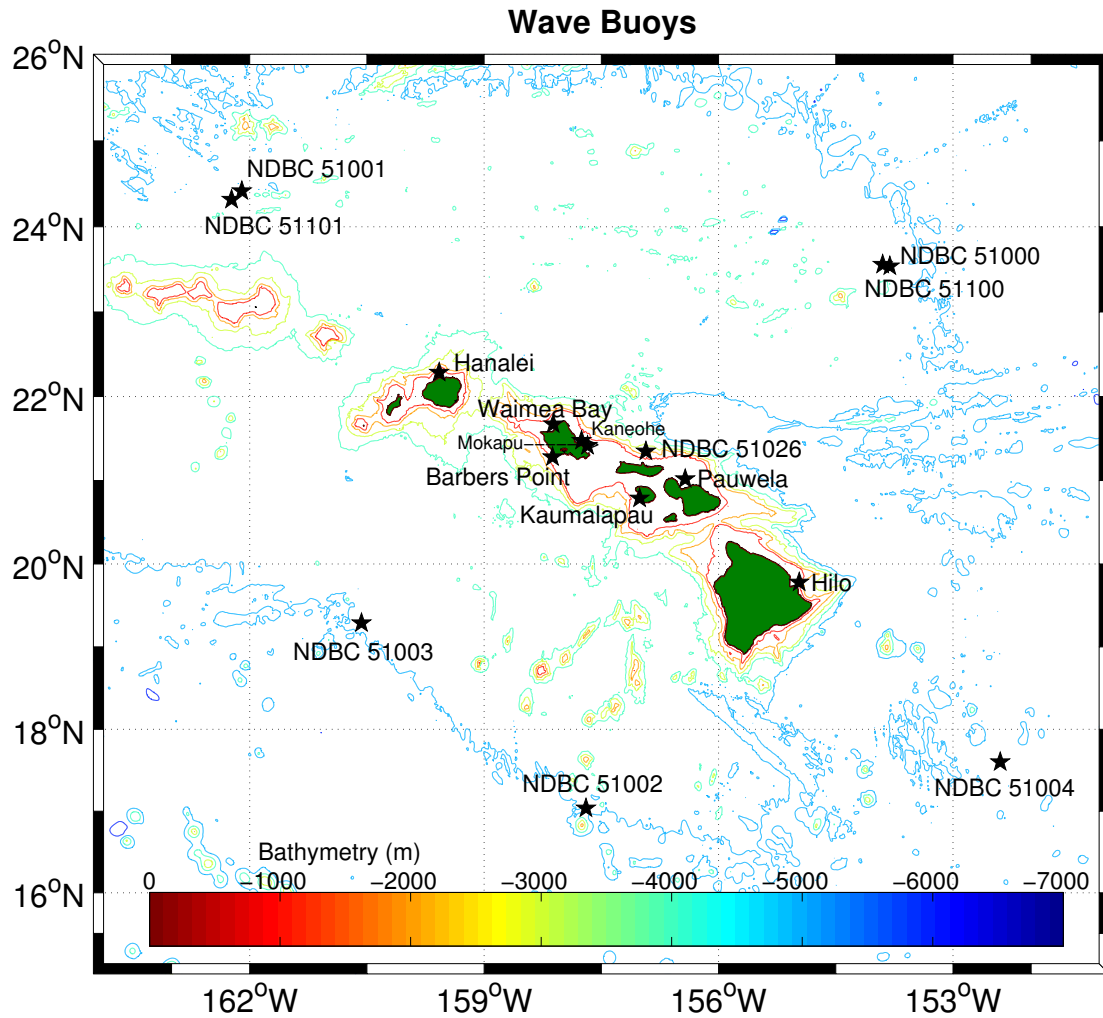 Wave Buoys
26°N
NDBC 51001
NDBC 51101
24°N
NDBC 51000
NDBC 51100
Hanalei
22°N
Waimea Bay
Kaneohe
Mokapu
NDBC 51026
Barbers Point
Pauwela
Kaumalapau
20°N
Hilo
NDBC 51003
18°N
NDBC 51002
NDBC 51004
Bathymetry (m)
0 −1000 −2000 −3000 −4000 −5000 −6000 −7000
16°N
162°W 159°W 156°W 153°W